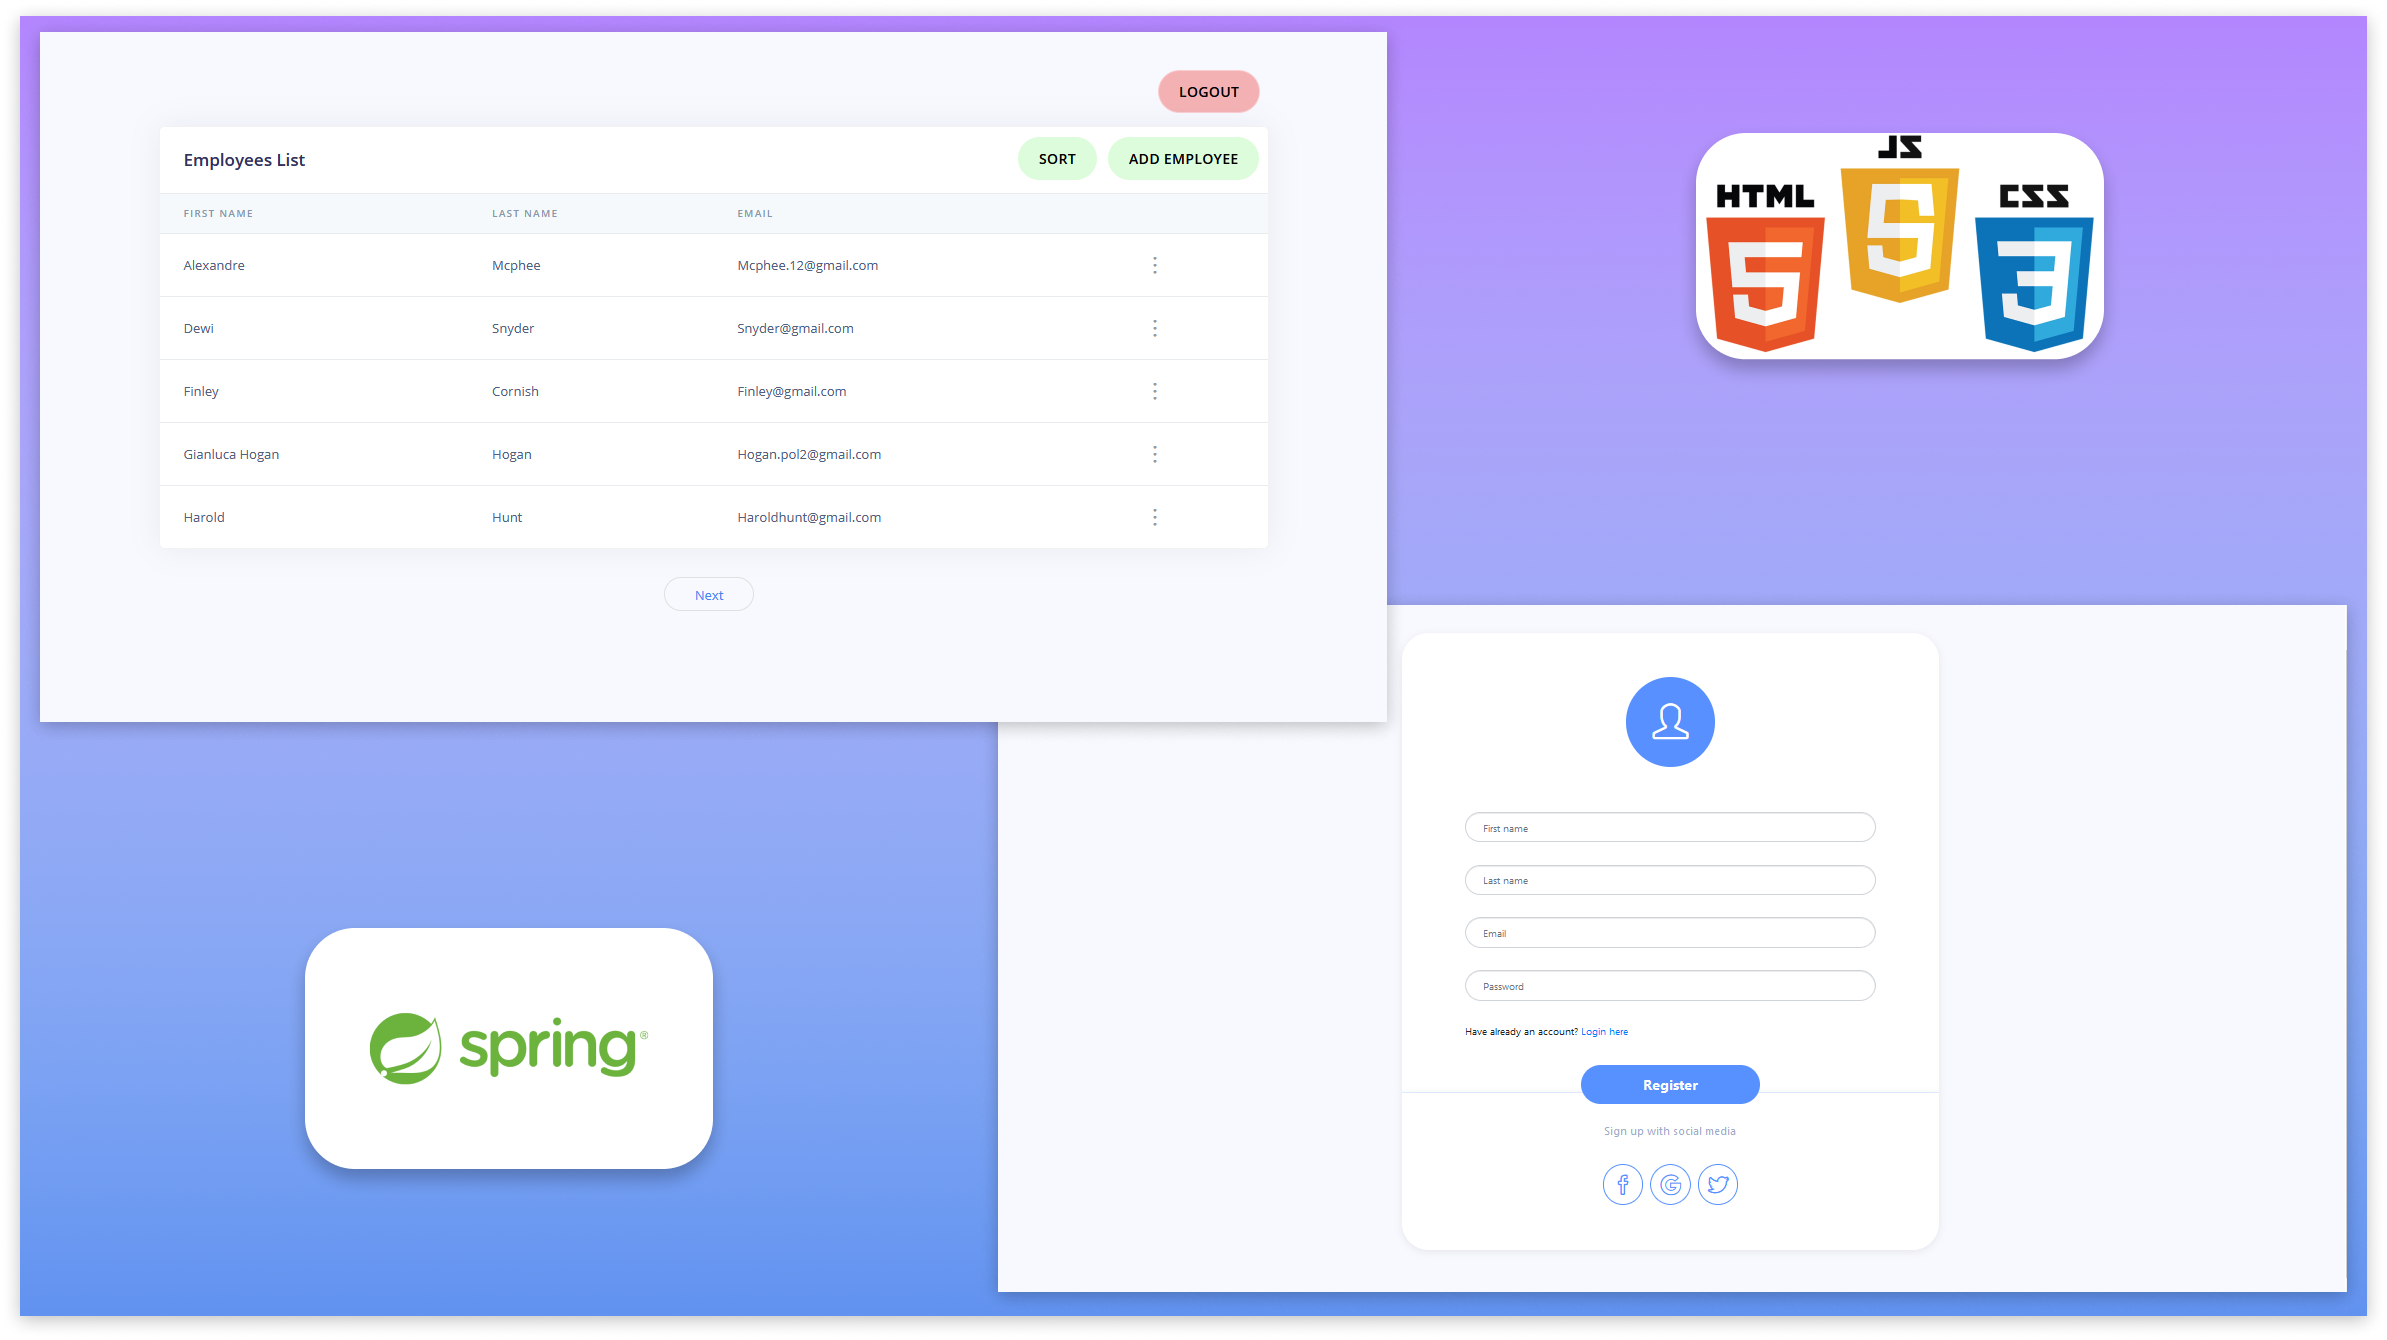 LOGOUT
Employees List
SORT
ADD EMPLOYEE
FIRST NAME LAST NAME EMAIL
Alexandre Mcphee Mcphee.12@gmail.com
Dewi Snyder Snyder@gmail.com
Finley Cornish Finley@gmail.com
Gianluca Hogan Hogan Hogan.pol2@gmail.com
Harold Hunt Haroldhunt@gmail.com
Next
JS
HTML
CSS
5
5
3
spring®
First name
Last name
Email
Password
Have already an account? Login here
Register
Sign up with social media
f G